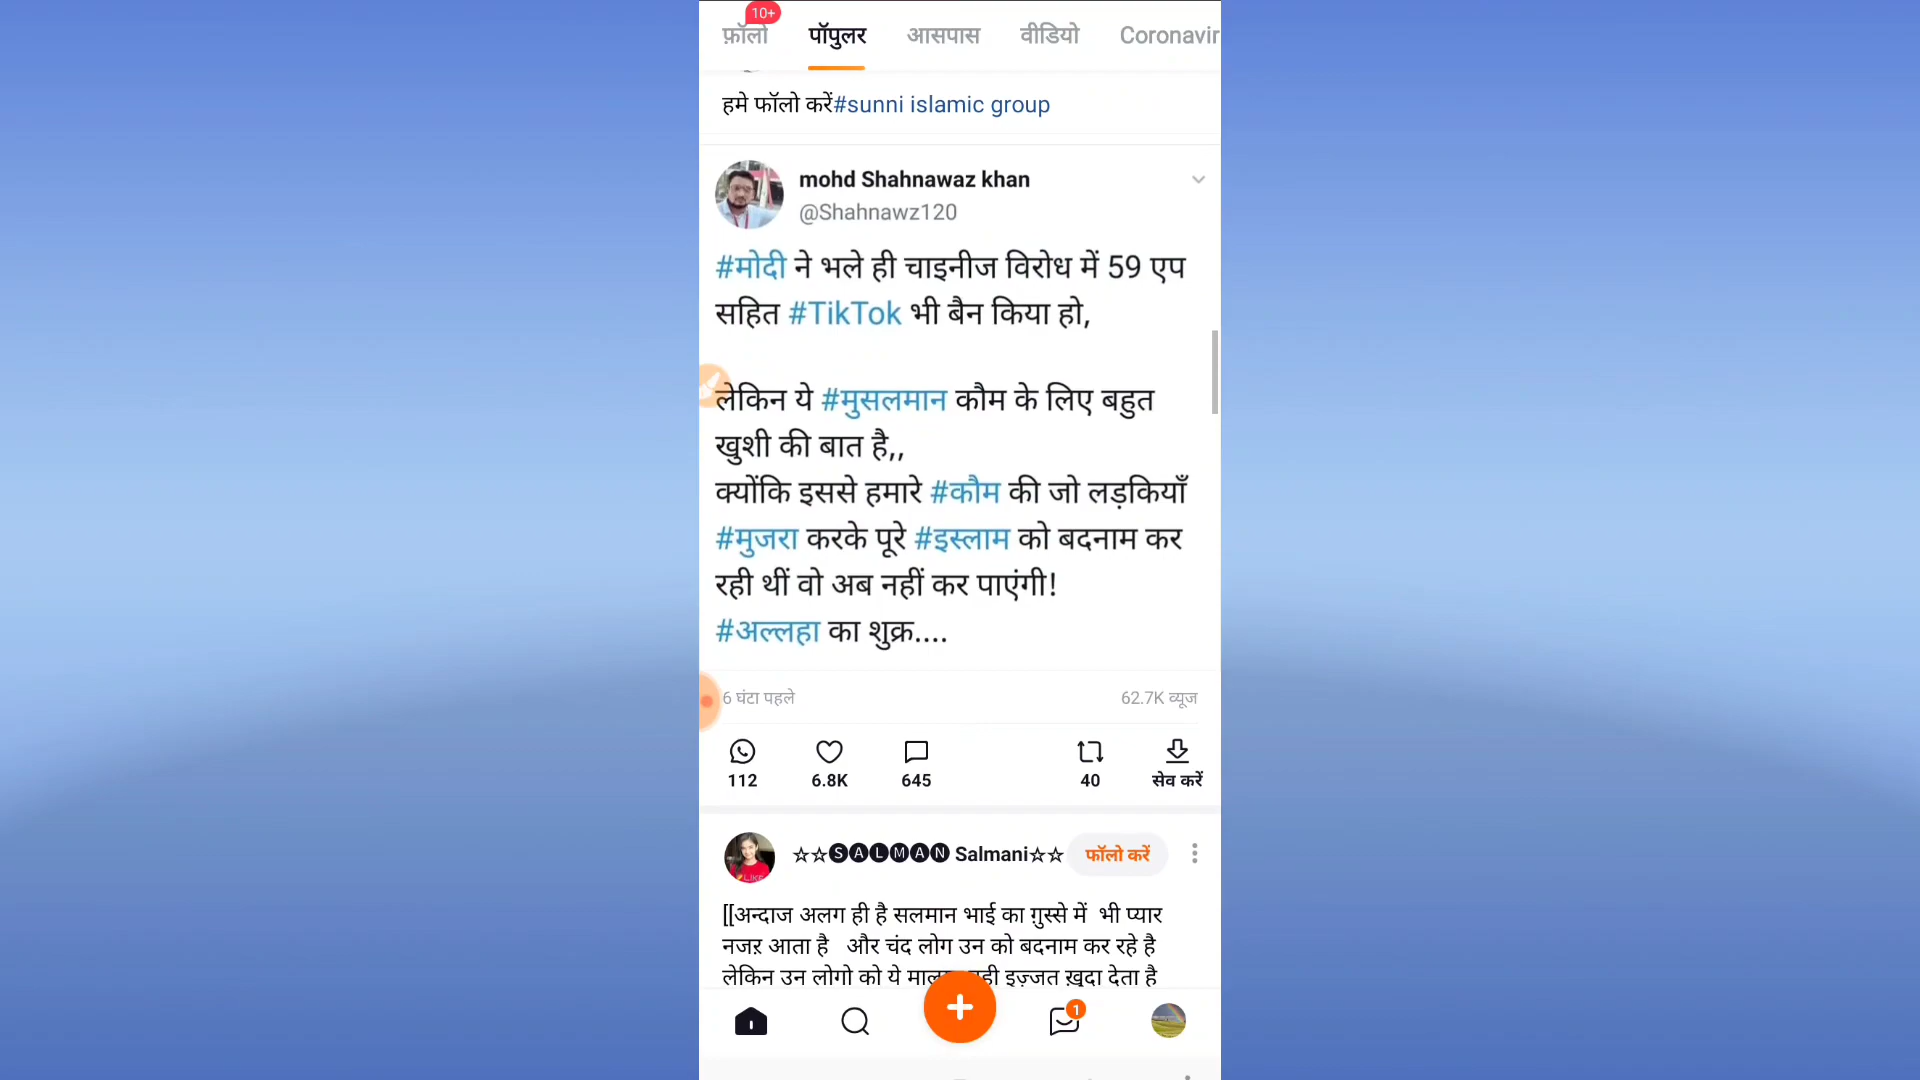 10+
फ़ॉलो पॉपुलर आसपास वीडियो Coronavir
हमे फॉलो करें#sunni islamic group
mohd Shahnawaz khan
@Shahnawz120
#मोदी ने भले ही चाइनीज विरोध में 59 एप
सहित #TikTok भी बैन किया हो,
लेकिन ये #मुसलमान कौम के लिए बहुत
खुशी की बात है,,
क्योंकि इससे हमारे #कौम की जो लड़कियाँ
#मुजरा करके पूरे #इस्लाम को बदनाम कर
रही थीं वो अब नहीं कर पाएंगी!
#अल्लहा का शुक्र....
6 घंटा पहले 62.7K व्यूज
112 6.8K 645 40 सेव करें
☆☆🅢🅐🅛🅜🅐🅝 Salmani☆☆ फॉलो करें
LIKE
[[अन्दाज अलग ही है सलमान भाई का ग़ुस्से में भी प्यार
नजऱ आता है और चंद लोग उन को बदनाम कर रहे है
लेकिन उन लोगो को ये इज़्जत ख़ुदा देता है
1